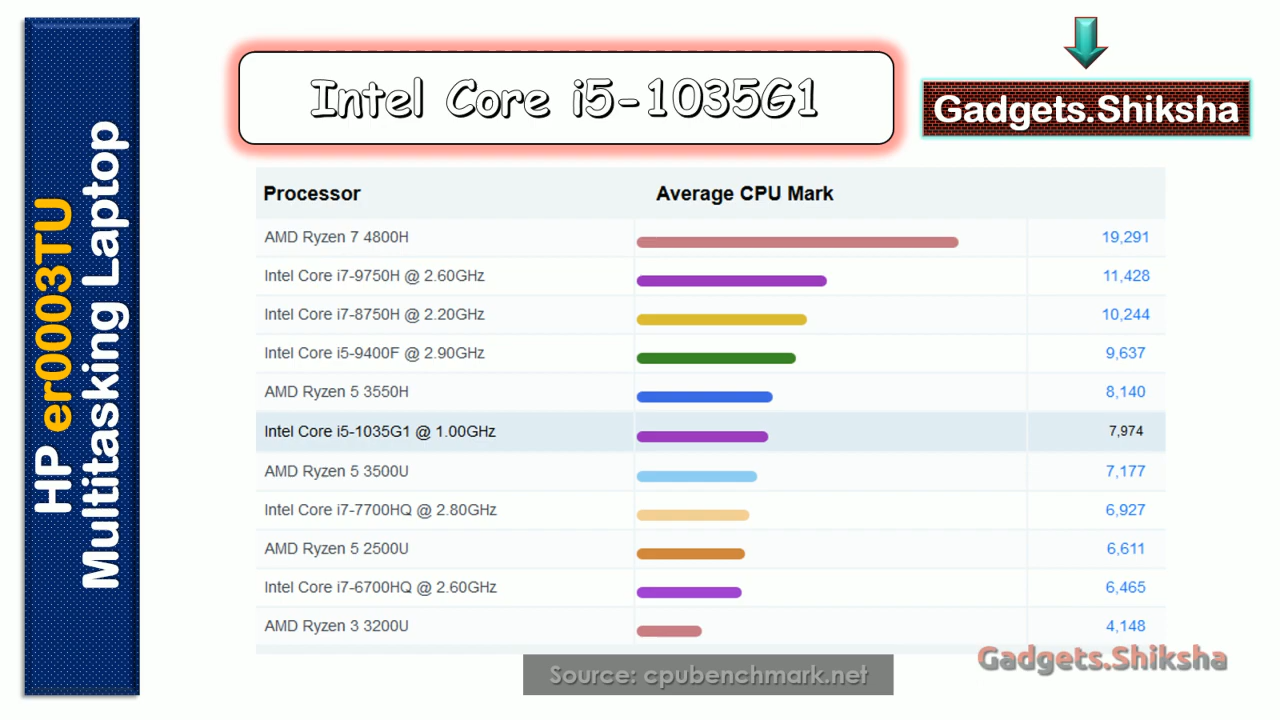 HP er0003TU
Multitasking Laptop
Intel Core i5-1035G1
Gadgets.Shiksha
Processor Average CPU Mark
AMD Ryzen 7 4800H 19,291
Intel Core i7-9750H @ 2.60GHz 11,428
Intel Core i7-8750H @ 2.20GHz 10,244
Intel Core i5-9400F @ 2.90GHz 9,637
AMD Ryzen 5 3550H 8,140
Intel Core i5-1035G1 @ 1.00GHz 7,974
AMD Ryzen 5 3500U 7,177
Intel Core i7-7700HQ @ 2.80GHz 6,927
AMD Ryzen 5 2500U 6,611
Intel Core i7-6700HQ @ 2.60GHz 6,465
AMD Ryzen 3 3200U 4,148
Gadgets.Shiksha
Source: cpubenchmark.net